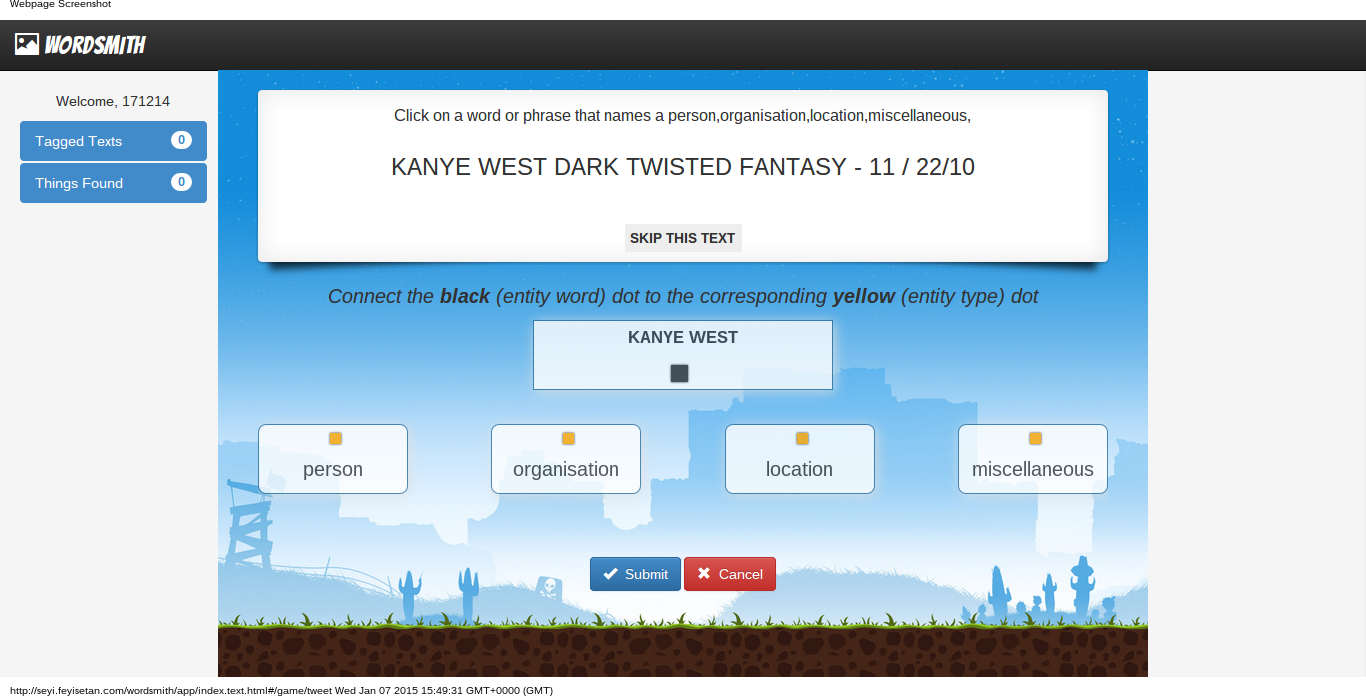 Webpage Screenshot
WORDSMITH
Welcome, 171214
Tagged Texts 0
Things Found 0
Click on a word or phrase that names a person,organisation,location,miscellaneous,
KANYE WEST DARK TWISTED FANTASY - 11 / 22/10
SKIP THIS TEXT
Connect the black (entity word) dot to the corresponding yellow (entity type) dot
KANYE WEST
person organisation location miscellaneous
Submit Cancel
http://seyi.feyisetan.com/wordsmith/app/index.text.html#/game/tweet Wed Jan 07 2015 15:49:31 GMT+0000 (GMT)